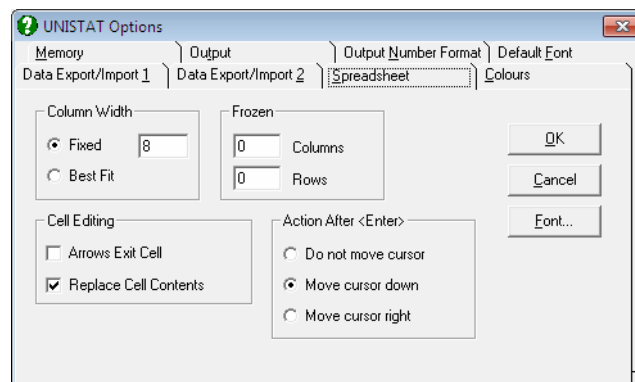 UNISTAT Options
Memory
Output
Output Number Format
Default Font
Data Export/Import 1
Data Export/Import 2
Spreadsheet
Colours
Column Width
Fixed 8
Best Fit
Frozen
0 Columns
0 Rows
OK
Cancel
Font...
Cell Editing
Arrows Exit Cell
Replace Cell Contents
Action After <Enter>
Do not move cursor
Move cursor down
Move cursor right